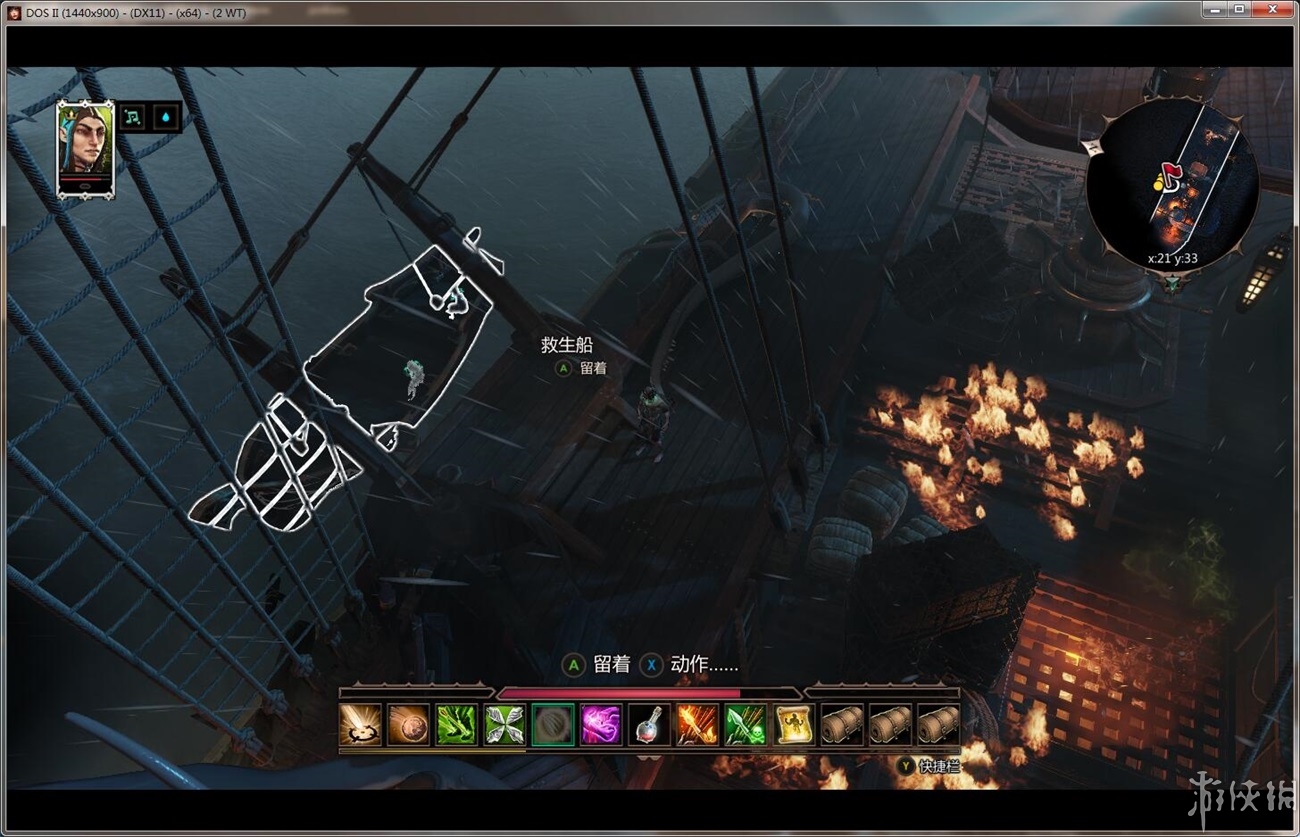 DOS II (1440x900) - (DX11) - (x64) - (2 WT)
x:21 y:33
救生船
A 留着
A 留着 X 动作......
Y 快捷栏
游侠网